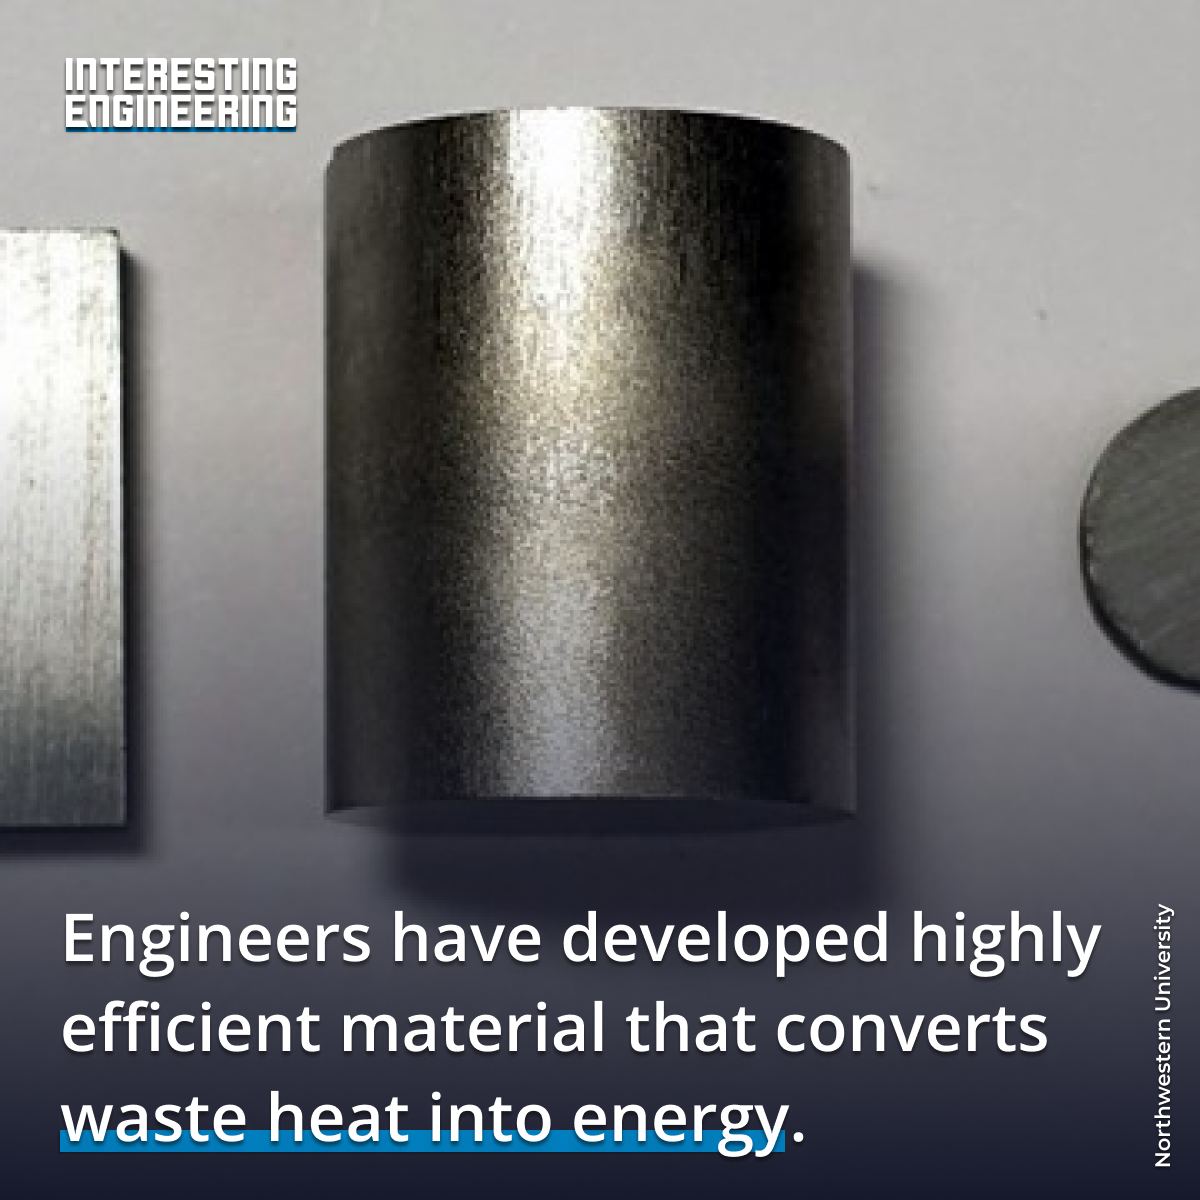 INTERESTING
ENGINEERING
Engineers have developed highly
efficient material that converts
waste heat into energy.
Northwestern University